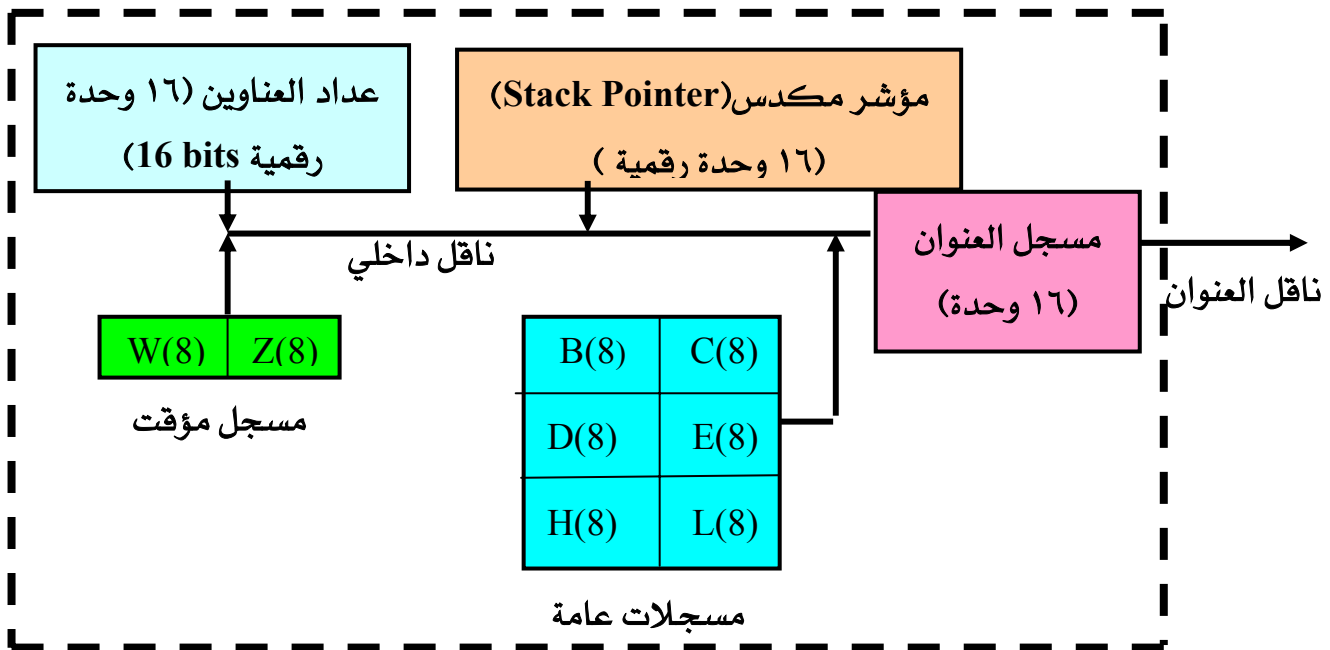 عداد العناوين (١٦ وحدة
رقمية 16 bits)
مؤشر مكدس(Stack Pointer)
(١٦ وحدة رقمية )
مسجل العنوان
(١٦ وحدة)
ناقل داخلي
ناقل العنوان
W(8) Z(8)
مسجل مؤقت
B(8) C(8)
D(8) E(8)
H(8) L(8)
مسجلات عامة